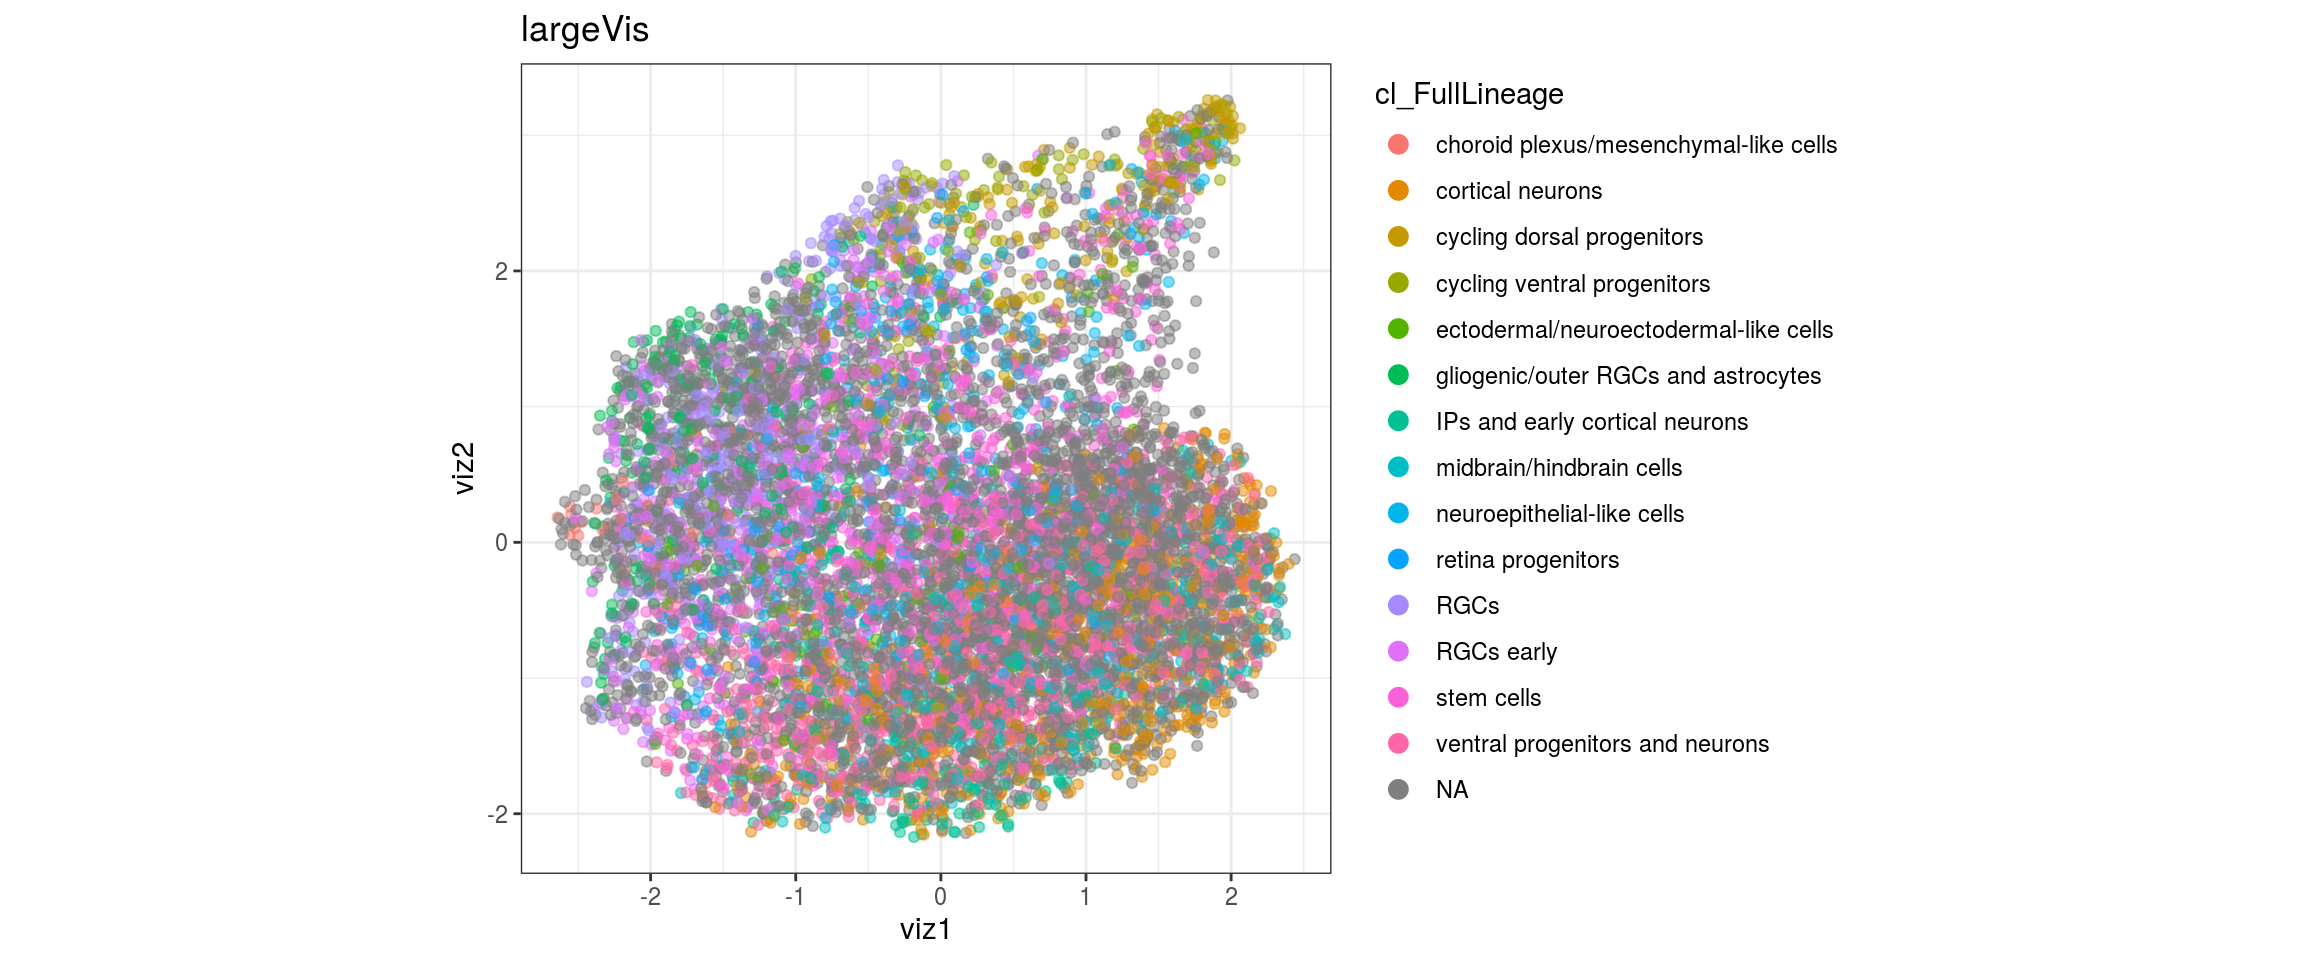 largeVis
viz2
2
0
-2
-2
-1
0
1
2
viz1
cl_FullLineage
choroid plexus/mesenchymal-like cells
cortical neurons
cycling dorsal progenitors
cycling ventral progenitors
ectodermal/neuroectodermal-like cells
gliogenic/outer RGCs and astrocytes
IPs and early cortical neurons
midbrain/hindbrain cells
neuroepithelial-like cells
retina progenitors
RGCs
RGCs early
stem cells
ventral progenitors and neurons
NA